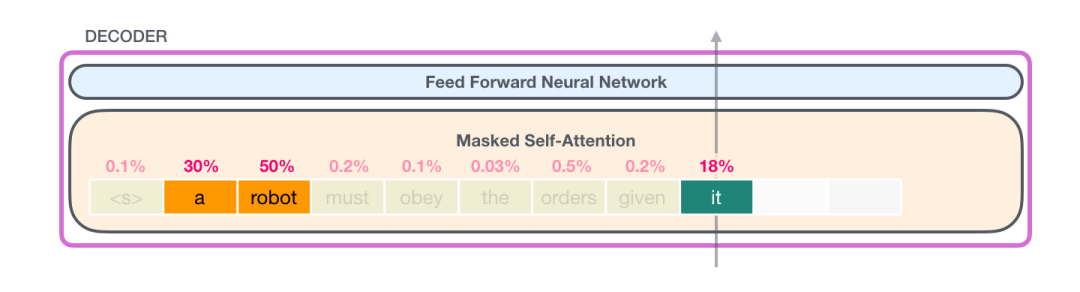 DECODER
Feed Forward Neural Network
Masked Self-Attention
0.1% 30% 50% 0.2% 0.1% 0.03% 0.5% 0.2% 18%
<s> a robot must obey the orders given it